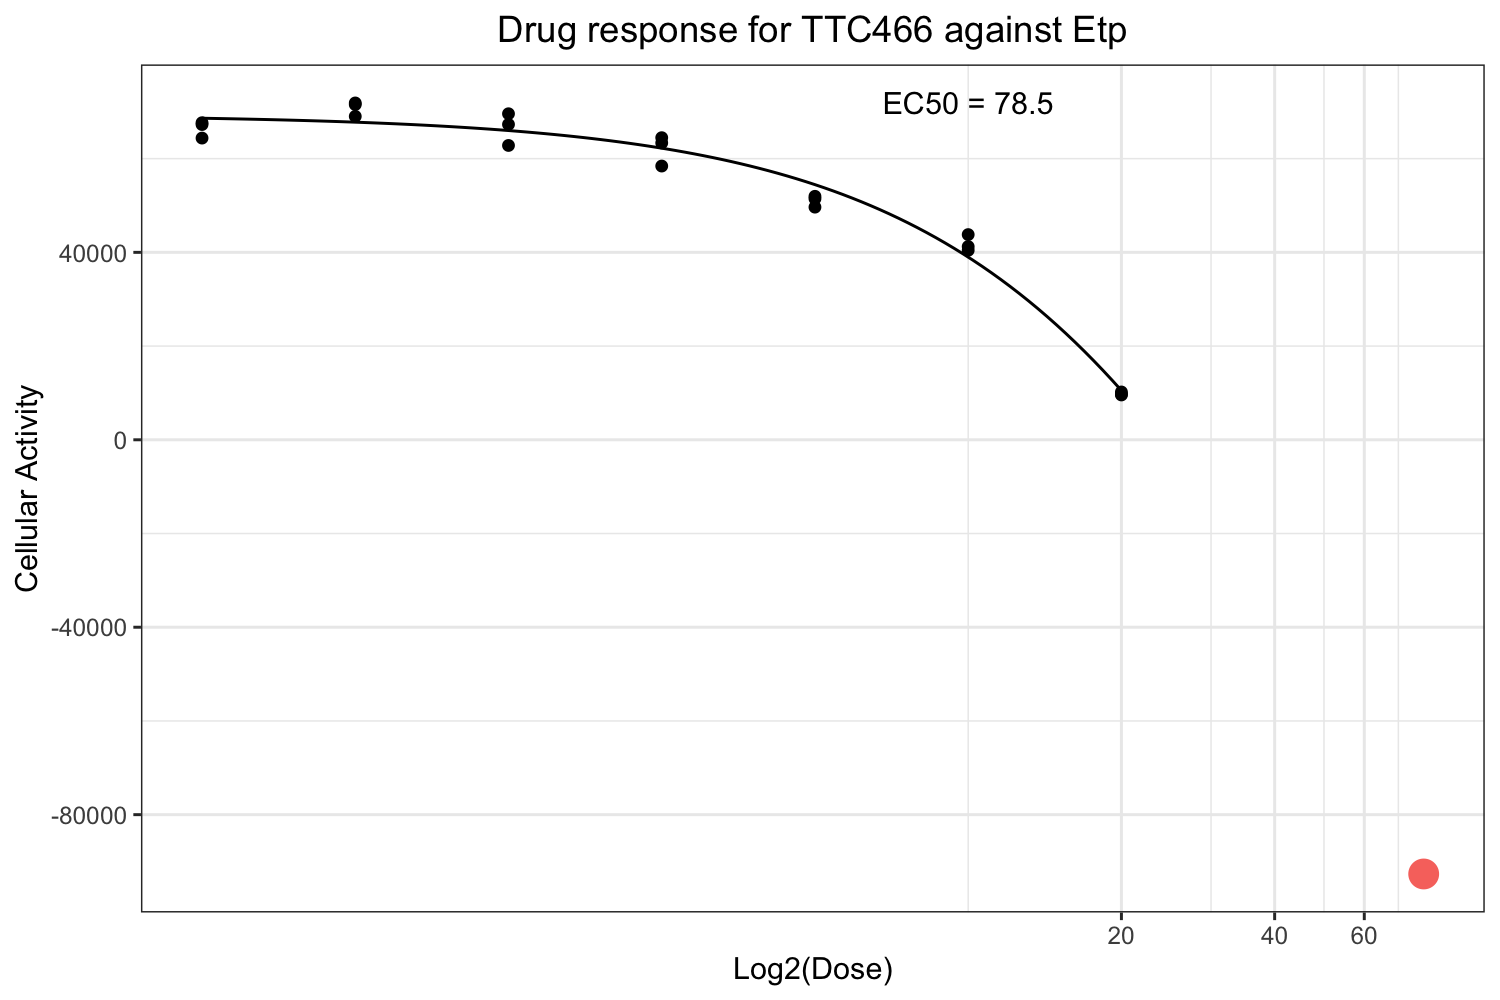 Drug response for TTC466 against Etp
EC50 = 78.5
40000
0
-40000
-80000
Cellular Activity
20 40 60
Log2(Dose)